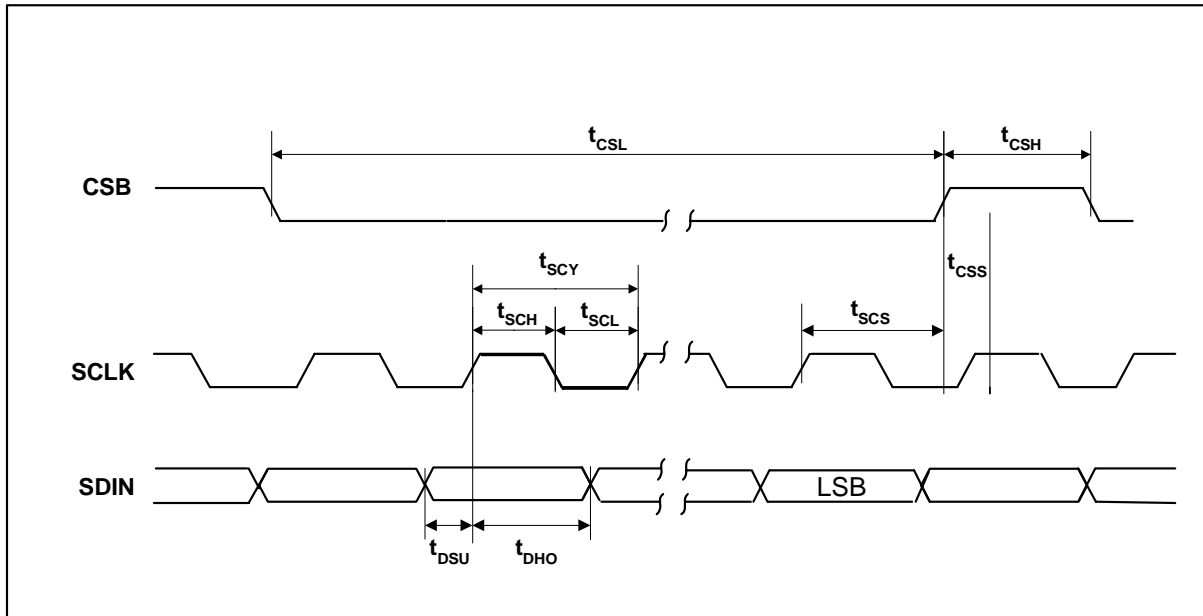 tCSL
tCSH
CSB
tCSS
tSCY
tSCH
tSCL
tSCS
SCLK
SDIN
LSB
tDSU
tDHO